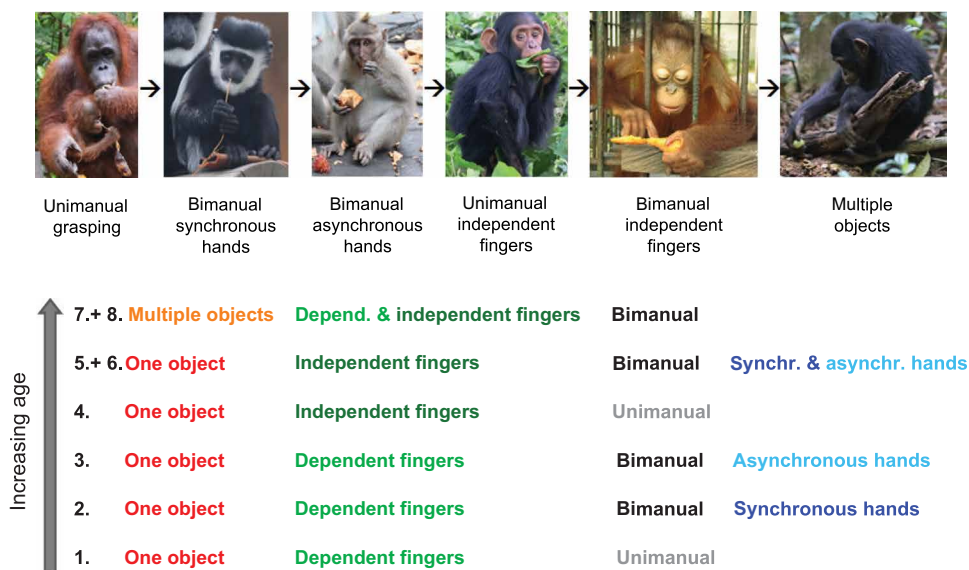 Unimanual
grasping
Bimanual
synchronous
hands
Bimanual
asynchronous
hands
Unimanual
independent
fingers
Bimanual
independent
fingers
Multiple
objects
Increasing age
7.+ 8. Multiple objects Depend. & independent fingers Bimanual
5.+ 6. One object Independent fingers Bimanual Synchr. & asynchr. hands
4. One object Independent fingers Unimanual
3. One object Dependent fingers Bimanual Asynchronous hands
2. One object Dependent fingers Bimanual Synchronous hands
1. One object Dependent fingers Unimanual